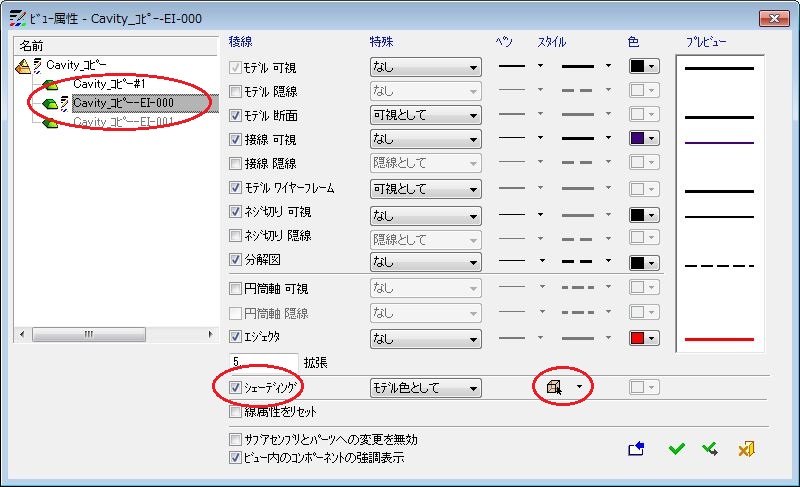 ﾋﾞｭｰ属性 - Cavity_ｺﾋﾟｰ-EI-000
名前
Cavity_ｺﾋﾟｰ
Cavity_ｺﾋﾟｰ#1
Cavity_ｺﾋﾟｰ-EI-000
Cavity_ｺﾋﾟｰ-EI-001
稜線 特殊 ﾍﾟﾝ ｽﾀｲﾙ 色 ﾌﾟﾚﾋﾞｭｰ
ﾓﾃﾞﾙ 可視 なし
ﾓﾃﾞﾙ 隠線 なし
ﾓﾃﾞﾙ 断面 可視として
接線 可視 なし
接線 隠線 隠線として
ﾓﾃﾞﾙ ﾜｲﾔｰﾌﾚｰﾑ 可視として
ﾈｼﾞ切り 可視 なし
ﾈｼﾞ切り 隠線 隠線として
分解図 なし
円筒軸 可視 なし
円筒軸 隠線 なし
ｴｼﾞｪｸﾀ なし
5. 拡張
ｼｪｰﾃﾞｨﾝｸﾞ ﾓﾃﾞﾙ色として
線属性をﾘｾｯﾄ
ｻﾌﾞｱｾﾝﾌﾞﾘとﾊﾟｰﾂへの変更を無効
ﾋﾞｭｰ内のｺﾝﾎﾟｰﾈﾝﾄの強調表示